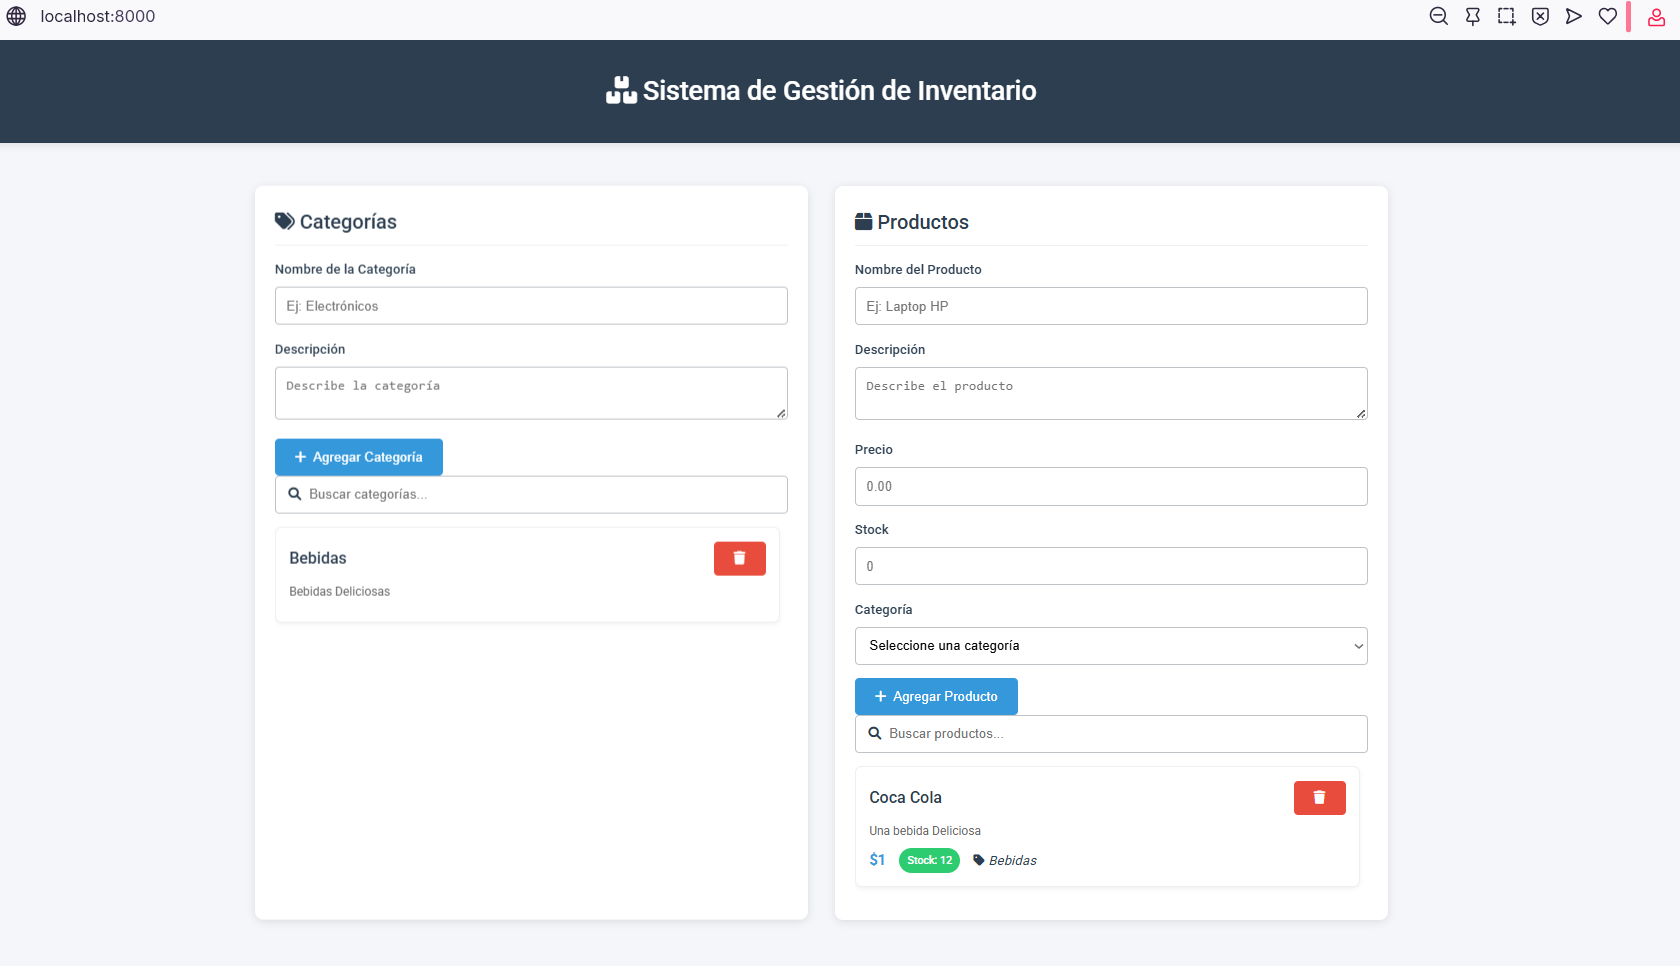 localhost:8000
Sistema de Gestión de Inventario
Categorías
Nombre de la Categoría
Ej: Electrónicos
Descripción
Describe la categoría
+ Agregar Categoría
Buscar categorías...
Bebidas
Bebidas Deliciosas
Productos
Nombre del Producto
Ej: Laptop HP
Descripción
Describe el producto
Precio
0.00
Stock
0
Categoría
Seleccione una categoría
+ Agregar Producto
Buscar productos...
Coca Cola
Una bebida Deliciosa
$1 Stock: 12 Bebidas